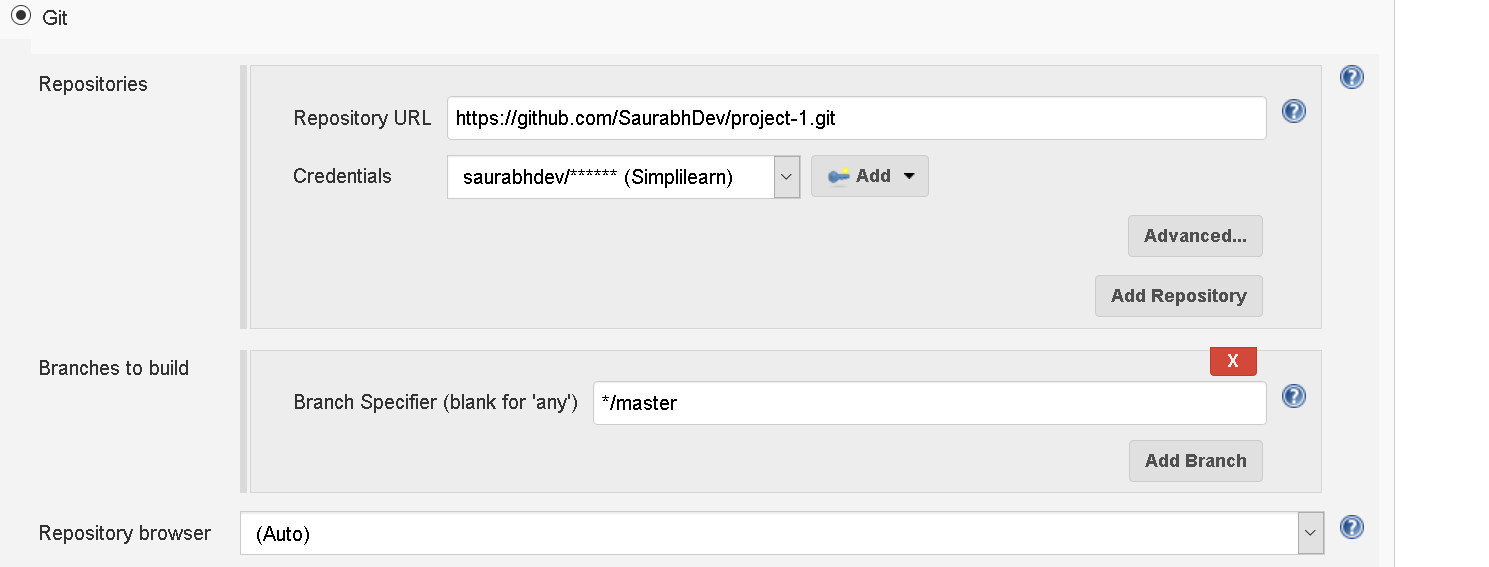 Git
Repositories
Repository URL https://github.com/SaurabhDev/project-1.git
Credentials saurabhdev/****** (Simplilearn) Add
Advanced...
Add Repository
Branches to build
X
Branch Specifier (blank for 'any') */master
Add Branch
Repository browser (Auto)